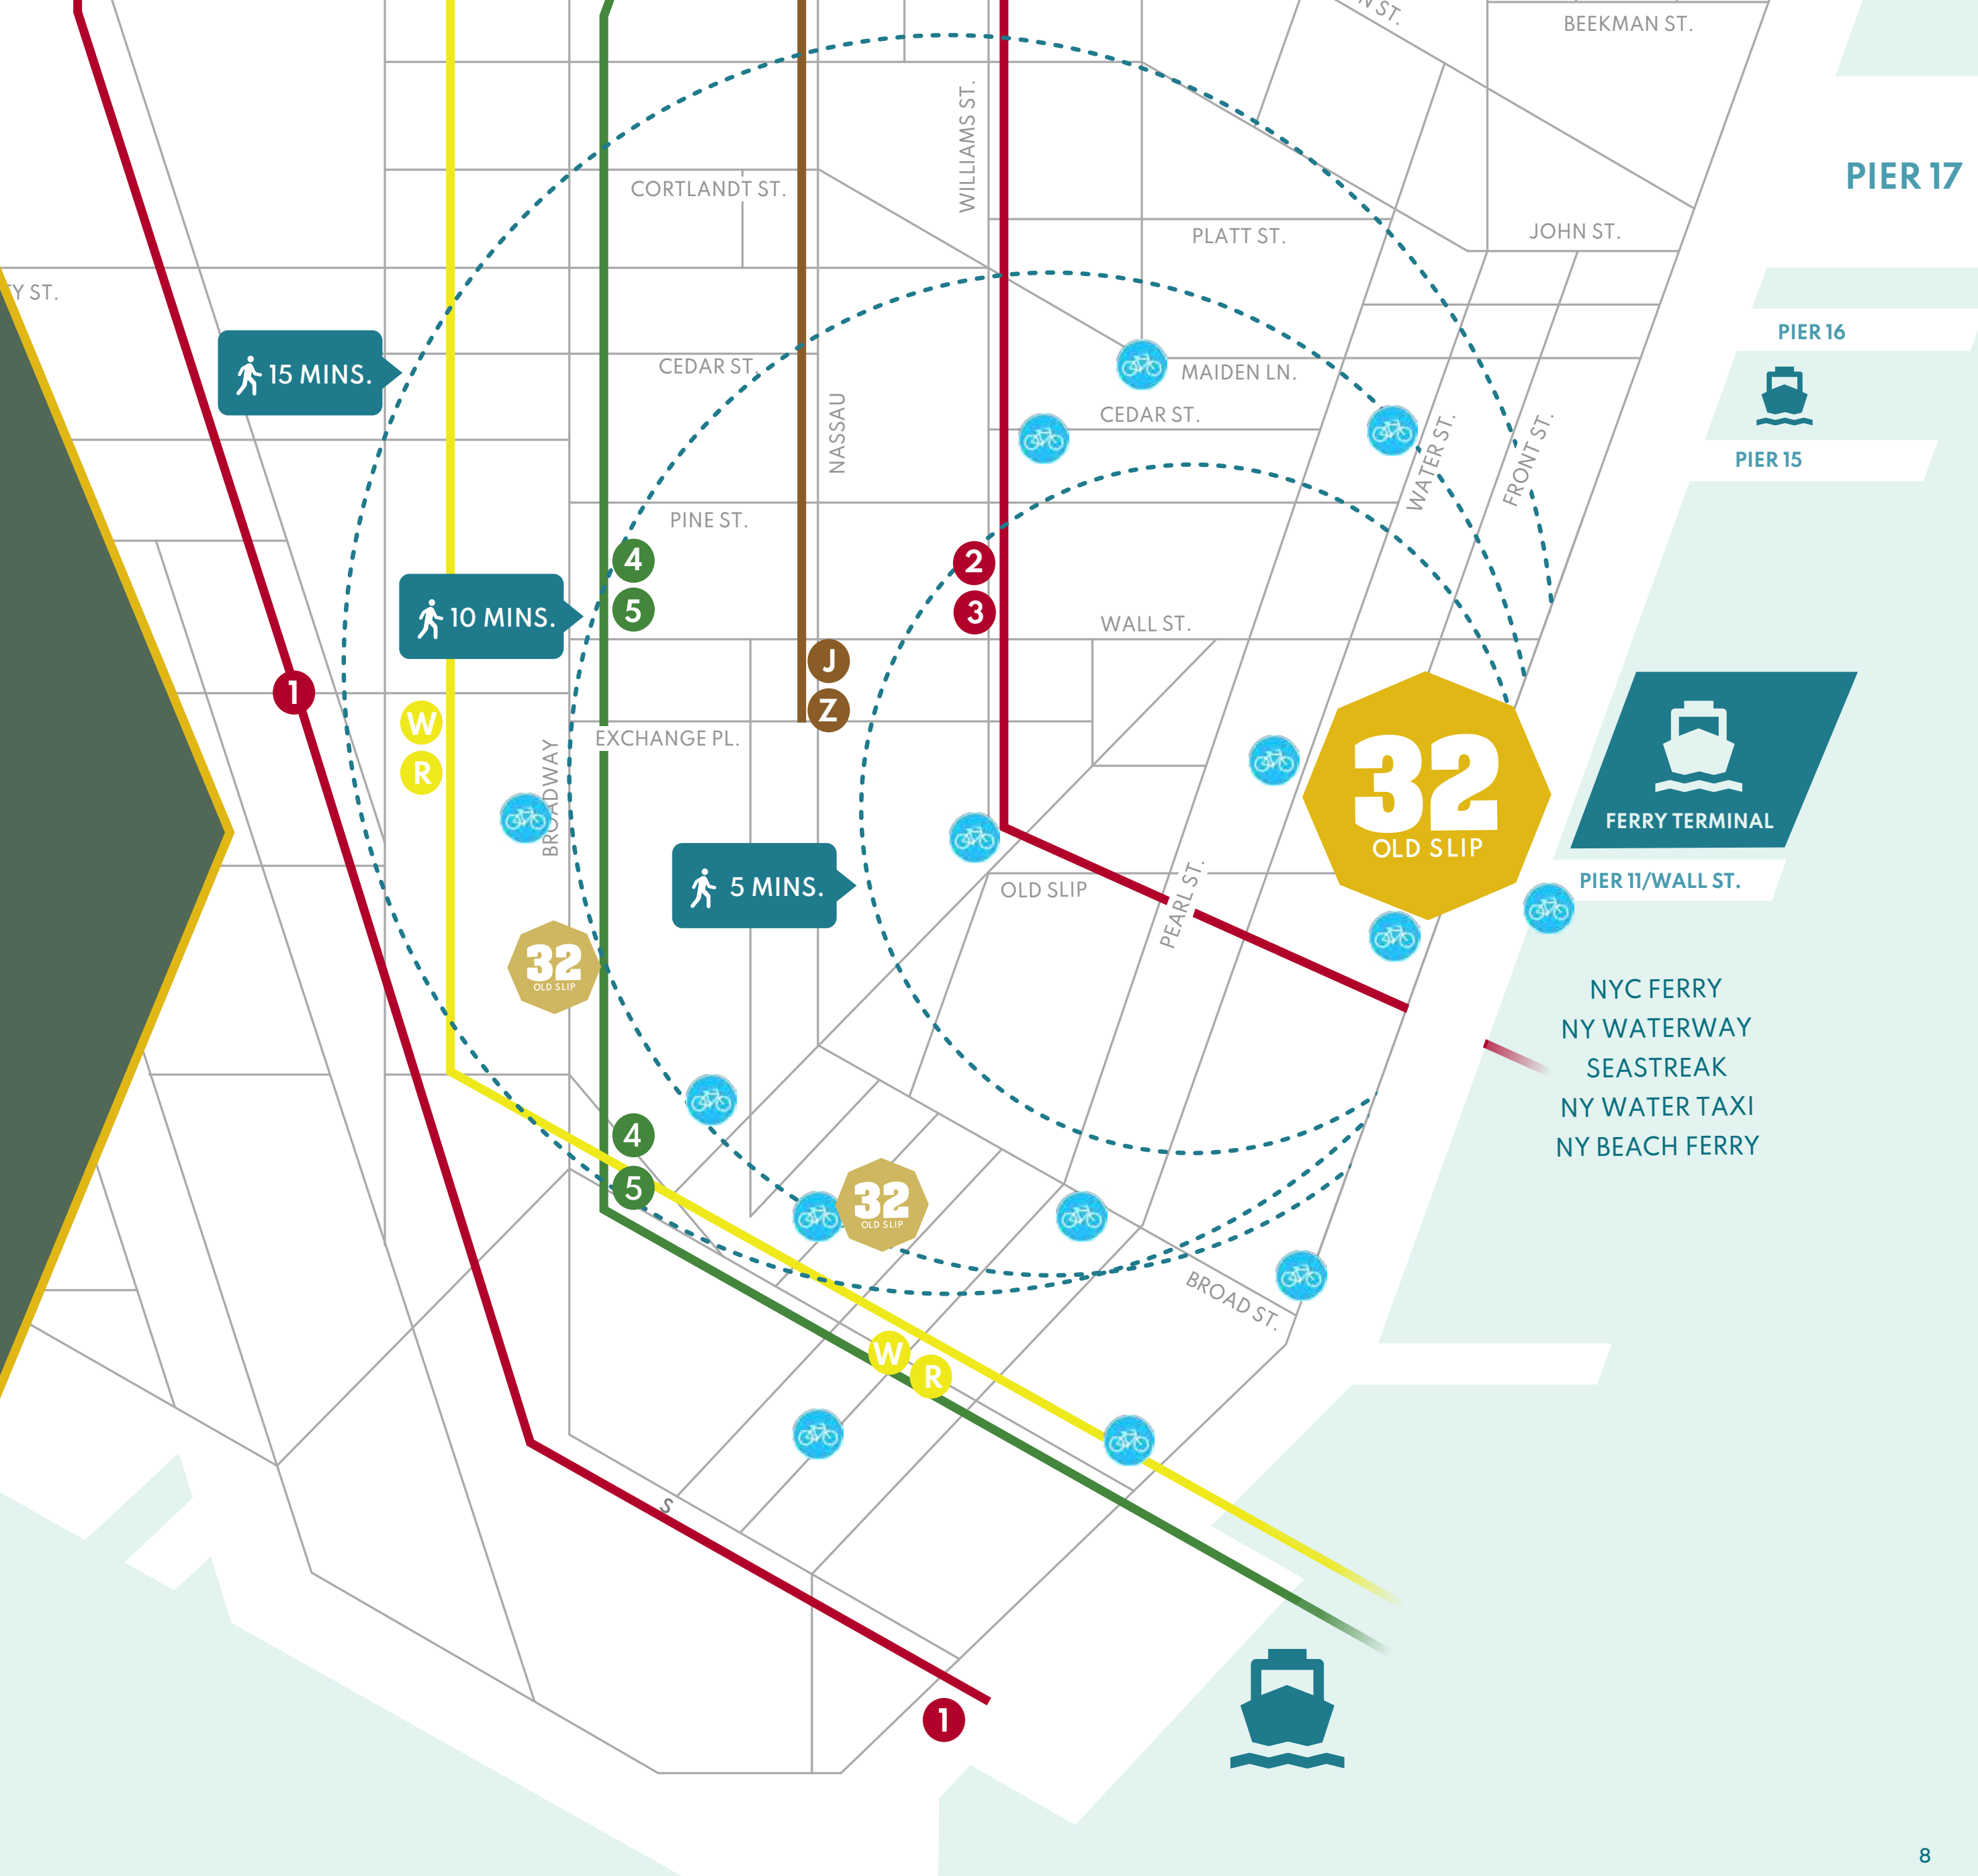 N ST.
BEEKMAN ST.
WILLIAMS ST.
PIER 17
CORTLANDT ST.
PLATT ST.
JOHN ST.
TY ST.
PIER 16
15 MINS.
CEDAR ST.
MAIDEN LN.
NASSAU
CEDAR ST.
WATER ST.
FRONT ST.
PIER 15
PINE ST.
4
5
2
3
10 MINS.
WALL ST.
J
Z
1
W
R
EXCHANGE PL.
BROADWAY
32
OLD SLIP
FERRY TERMINAL
PIER 11/WALL ST.
5 MINS.
OLD SLIP
PEARL ST.
32
OLD SLIP
NYC FERRY
NY WATERWAY
SEASTREAK
NY WATER TAXI
NY BEACH FERRY
4
5
32
OLD SLIP
BROAD ST.
W
R
S
1
8